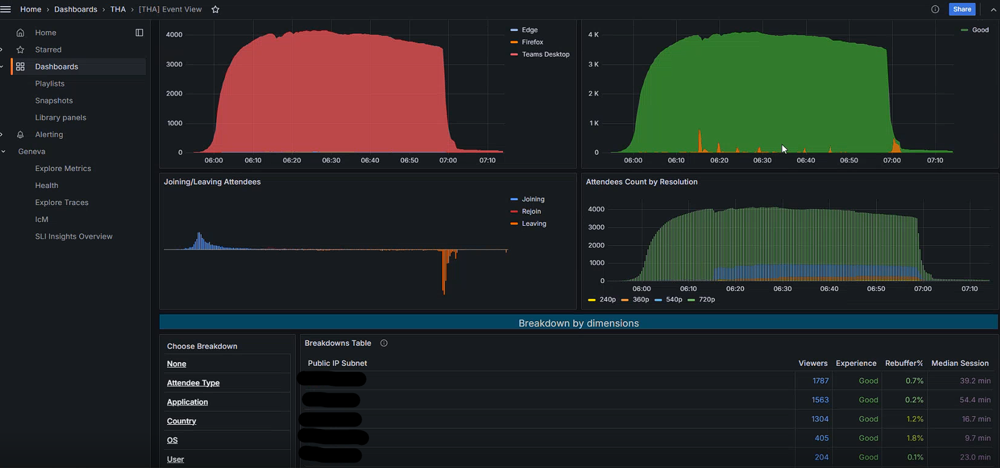 Home › Dashboards › THA › [THA] Event View
Share
Home
Starred
Dashboards
Playlists
Snapshots
Library panels
Alerting
Geneva
Explore Metrics
Health
Explore Traces
IcM
SLI Insights Overview
4000
3000
2000
1000
0
06:00 06:10 06:20 06:30 06:40 06:50 07:00 07:10
Edge
Firefox
Teams Desktop
4 K
3 K
2 K
1 K
0
06:00 06:10 06:20 06:30 06:40 06:50 07:00 07:10
Good
Joining/Leaving Attendees
Joining
Rejoin
Leaving
Attendees Count by Resolution
4000
3000
2000
1000
0
06:00 06:10 06:20 06:30 06:40 06:50 07:00 07:10
240p 360p 540p 720p
Breakdown by dimensions
Choose Breakdown
None
Attendee Type
Application
Country
OS
User
Breakdowns Table
Public IP Subnet Viewers Experience Rebuffer% Median Session
1787 Good 0.7% 39.2 min
1563 Good 0.2% 54.4 min
1304 Good 1.2% 16.7 min
405 Good 1.8% 9.7 min
204 Good 0.1% 23.0 min